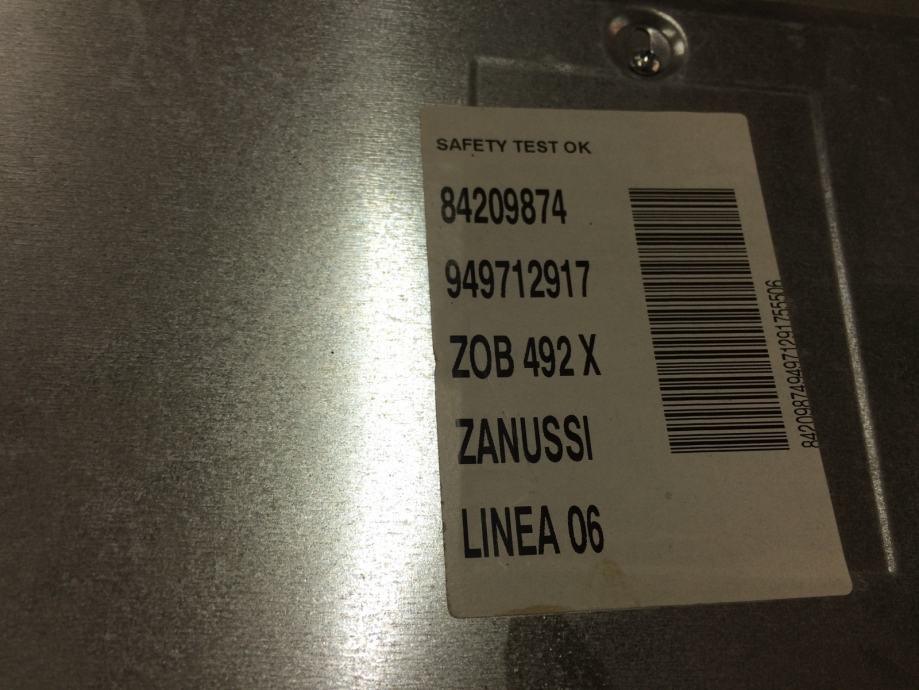 SAFETY TEST OK
84209874
949712917
ZOB 492 X
ZANUSSI
LINEA 06
8420987494971291755506